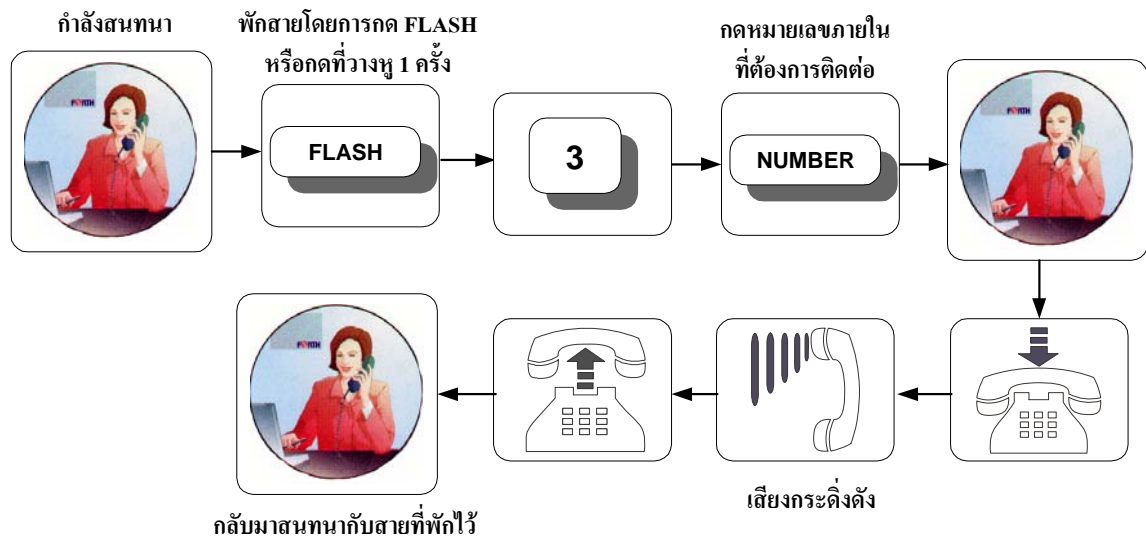 กำลังสนทนา
พักสายโดยการกด FLASH
หรือกดที่วางหู 1 ครั้ง
กดหมายเลขภายใน
ที่ต้องการติดต่อ
FORTH
FLASH
3
NUMBER
FORTH
FORTH
เสียงกระดิ่งดัง
กลับมาสนทนากับสายที่พักไว้